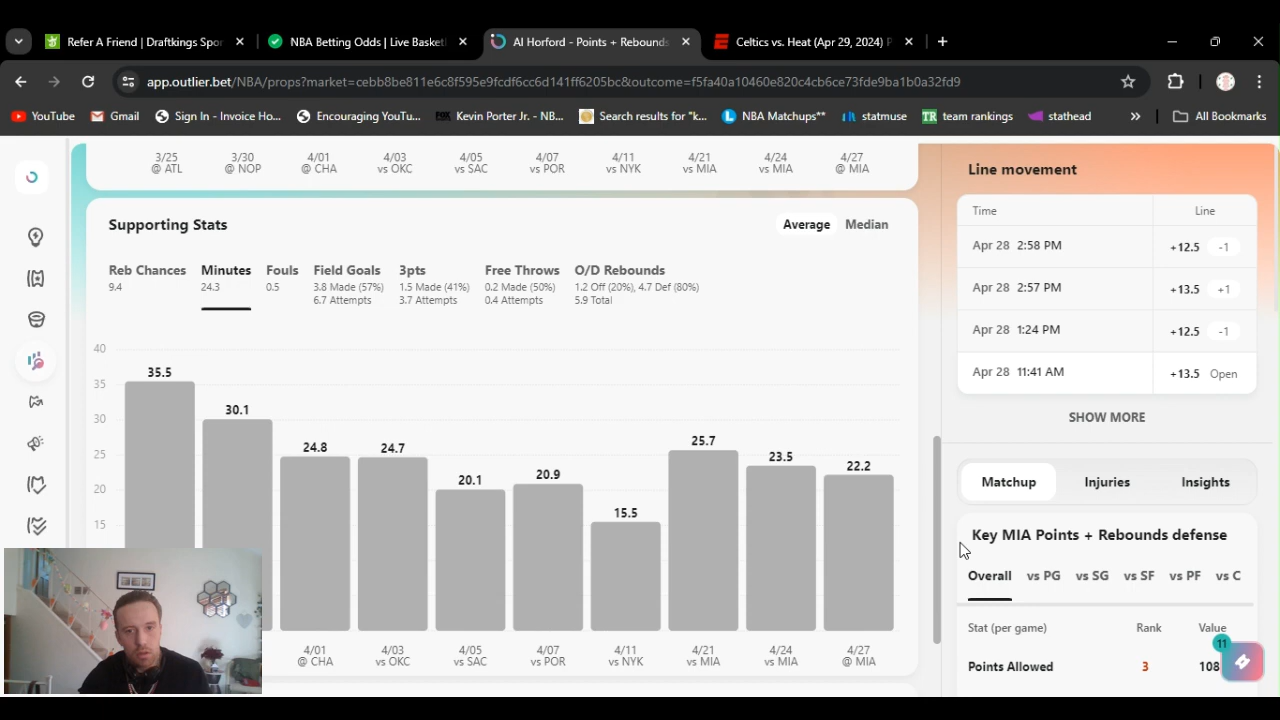 Refer A Friend | Draftkings Spor
NBA Betting Odds | Live Basketl
Al Horford - Points + Rebounds
Celtics vs. Heat (Apr 29, 2024) P
app.outlier.bet/NBA/props?market=cebb8be811e6c8f595e9fcdf6cc6d141ff6205bc&outcome=f5fa40a10460e820c4cb6ce73fde9ba1b0a32fd9
YouTube
Gmail
Sign In - Invoice Ho...
Encouraging YouTu...
FOX
Kevin Porter Jr. - NB...
Search results for "k...
NBA Matchups**
statmuse
TR
team rankings
stathead
All Bookmarks
3/25 3/30 4/01 4/03 4/05 4/07 4/11 4/21 4/24 4/27
@ ATL @ NOP @ CHA vs OKC vs SAC vs POR vs NYK vs MIA vs MIA @ MIA
Supporting Stats
Average Median
Reb Chances Minutes Fouls Field Goals 3pts Free Throws O/D Rebounds
9.4 24.3 0.5 3.8 Made (57%) 1.5 Made (41%) 0.2 Made (50%) 1.2 Off (20%), 4.7 Def (80%)
6.7 Attempts 3.7 Attempts 0.4 Attempts 5.9 Total
40
35
30
25
20
15
35.5 30.1 24.8 24.7 20.1 20.9 15.5 25.7 23.5 22.2
4/01 4/03 4/05 4/07 4/11 4/21 4/24 4/27
@ CHA vs OKC vs SAC vs POR vs NYK vs MIA vs MIA @ MIA
Line movement
Time Line
Apr 28 2:58 PM +12.5 -1
Apr 28 2:57 PM +13.5 +1
Apr 28 1:24 PM +12.5 -1
Apr 28 11:41 AM +13.5 Open
SHOW MORE
Matchup Injuries Insights
Key MIA Points + Rebounds defense
Overall vs PG vs SG vs SF vs PF vs C
Stat (per game) Rank Value
11
Points Allowed 3 108